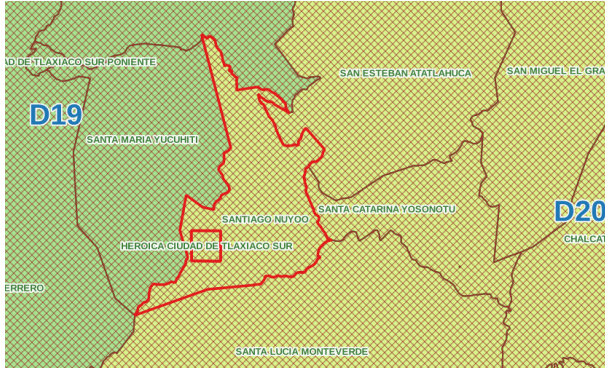 AD DE TLAXIACO SUR PONIENTE
SAN ESTEBAN ATATLAHUCA
SAN MIGUEL EL GRA
D19
SANTA MARIA YUCUHITI
SANTA CATARINA YOSONOTU
D20
SANTIAGO NUYOO
CHALCAT
HEROICA CIUDAD DE TLAXIACO SUR
ERRERO
SANTA LUCIA MONTEVERDE